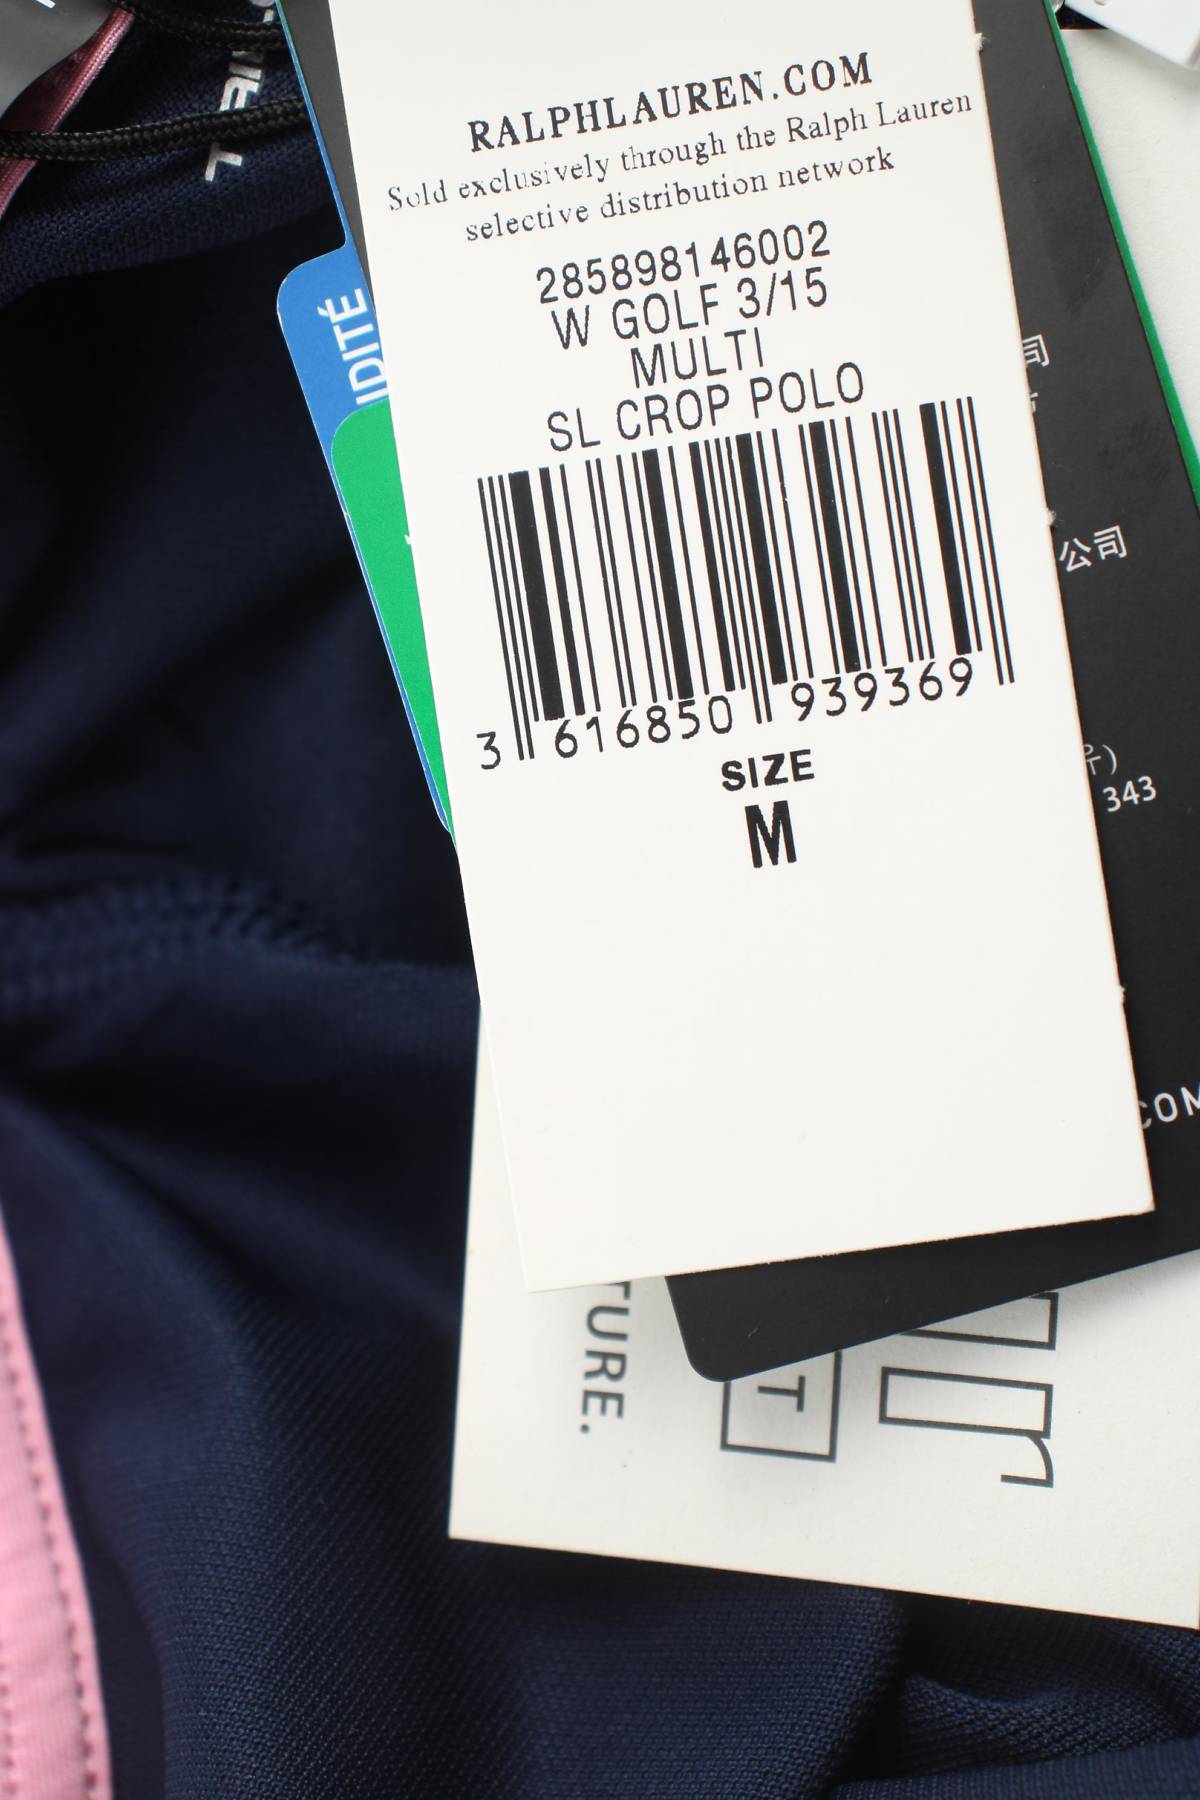 RALPHLAUREN.COM
Sold exclusively through the Ralph Lauren
selective distribution network
285898146002
W GOLF 3/15
MULTI
SL CROP POLO
3 616850 939369
SIZE
M
IDITÉ
司
公司
343
COM
TURE.
T